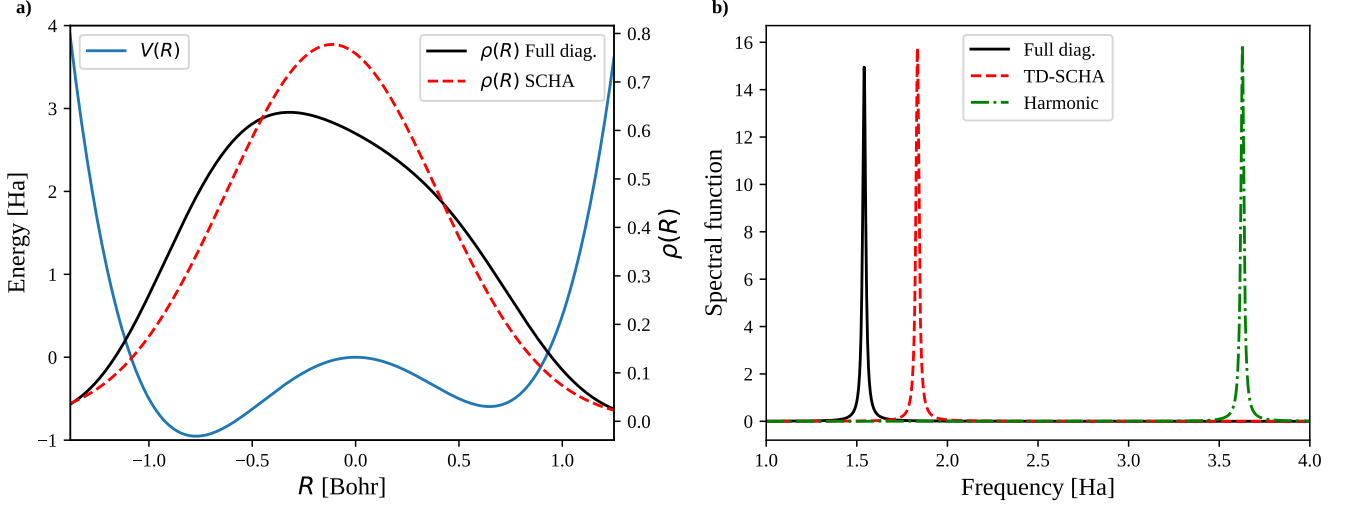 a)
V(R)
ρ(R) Full diag.
ρ(R) SCHA
4
3
2
1
0
−1
Energy [Ha]
0.8
0.7
0.6
0.5
0.4
0.3
0.2
0.1
0.0
ρ(R)
−1.0
−0.5
0.0
0.5
1.0
R [Bohr]
b)
Full diag.
TD-SCHA
Harmonic
16
14
12
10
8
6
4
2
0
Spectral function
1.0
1.5
2.0
2.5
3.0
3.5
4.0
Frequency [Ha]